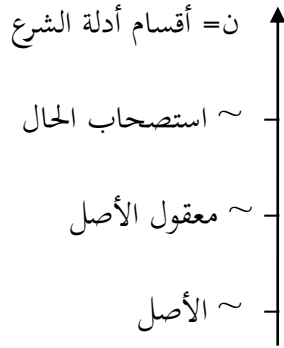 ن= أقسام أدلة الشرع
~ استصحاب الحال
~ معقول الأصل
~ الأصل